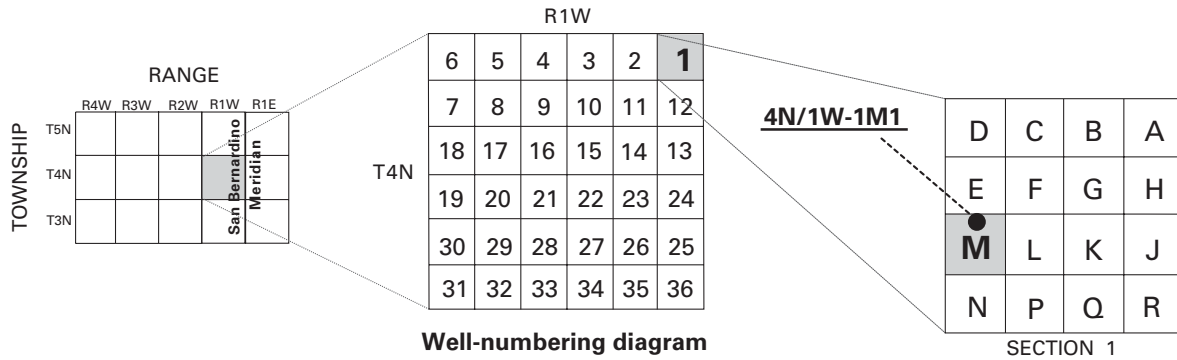 RANGE
R4W R3W R2W R1W R1E
TOWNSHIP
T5N
T4N
T3N
San Bernardino
Meridian
R1W
T4N
6 5 4 3 2 1
7 8 9 10 11 12
18 17 16 15 14 13
19 20 21 22 23 24
30 29 28 27 26 25
31 32 33 34 35 36
4N/1W-1M1
D C B A
E F G H
M L K J
N P Q R
SECTION 1
Well-numbering diagram